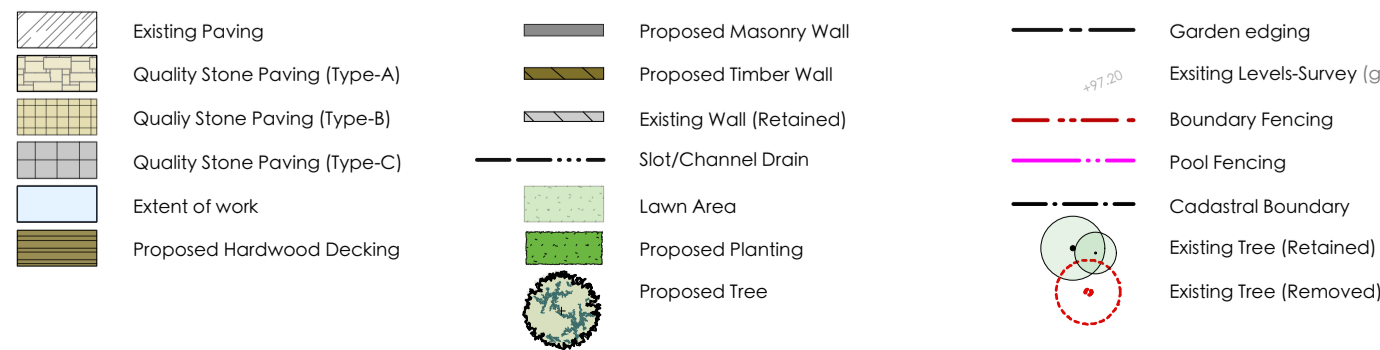 Existing Paving
Quality Stone Paving (Type-A)
Qualiy Stone Paving (Type-B)
Quality Stone Paving (Type-C)
Extent of work
Proposed Hardwood Decking
Proposed Masonry Wall
Proposed Timber Wall
Existing Wall (Retained)
Slot/Channel Drain
Lawn Area
Proposed Planting
Proposed Tree
Garden edging
+97.20
Exsiting Levels-Survey (g
Boundary Fencing
Pool Fencing
Cadastral Boundary
Existing Tree (Retained)
Existing Tree (Removed)